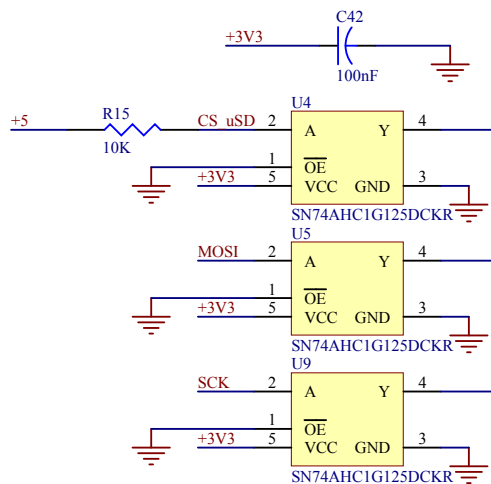 C42
+3V3
100nF
U4
R15
+5 CS_uSD 2 A Y 4
10K
1 OE
+3V3 5 VCC GND 3
SN74AHC1G125DCKR
U5
MOSI 2 A Y 4
1 OE
+3V3 5 VCC GND 3
SN74AHC1G125DCKR
U9
SCK 2 A Y 4
1 OE
+3V3 5 VCC GND 3
SN74AHC1G125DCKR